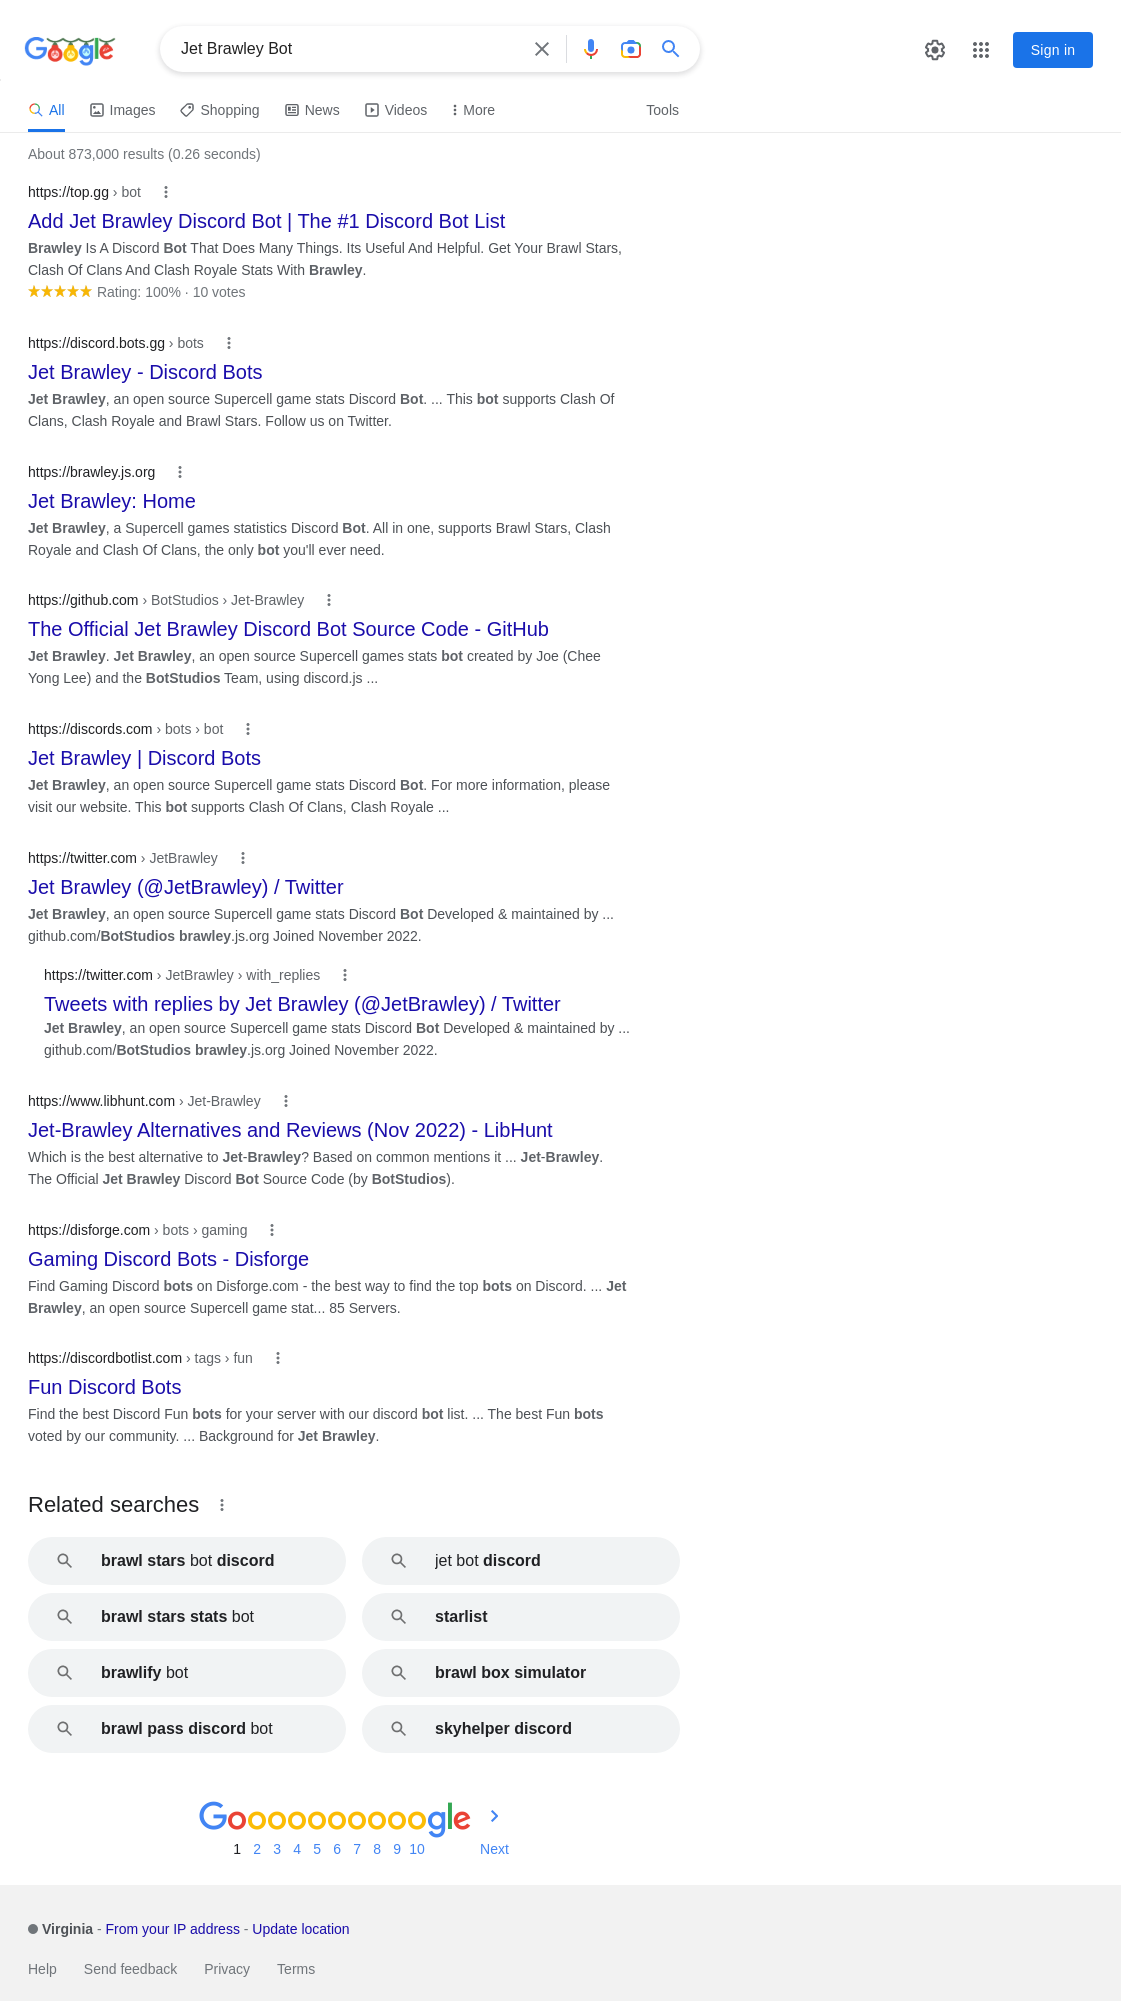 Google
Jet Brawley Bot
Sign in
All
Images
Shopping
News
Videos
More
Tools
About 873,000 results (0.26 seconds)
https://top.gg › bot
Add Jet Brawley Discord Bot | The #1 Discord Bot List
Brawley Is A Discord Bot That Does Many Things. Its Useful And Helpful. Get Your Brawl Stars,
Clash Of Clans And Clash Royale Stats With Brawley.
Rating: 100% · 10 votes
https://discord.bots.gg › bots
Jet Brawley - Discord Bots
Jet Brawley, an open source Supercell game stats Discord Bot. ... This bot supports Clash Of
Clans, Clash Royale and Brawl Stars. Follow us on Twitter.
https://brawley.js.org
Jet Brawley: Home
Jet Brawley, a Supercell games statistics Discord Bot. All in one, supports Brawl Stars, Clash
Royale and Clash Of Clans, the only bot you'll ever need.
https://github.com › BotStudios › Jet-Brawley
The Official Jet Brawley Discord Bot Source Code - GitHub
Jet Brawley. Jet Brawley, an open source Supercell games stats bot created by Joe (Chee
Yong Lee) and the BotStudios Team, using discord.js ...
https://discords.com › bots › bot
Jet Brawley | Discord Bots
Jet Brawley, an open source Supercell game stats Discord Bot. For more information, please
visit our website. This bot supports Clash Of Clans, Clash Royale ...
https://twitter.com › JetBrawley
Jet Brawley (@JetBrawley) / Twitter
Jet Brawley, an open source Supercell game stats Discord Bot Developed & maintained by ...
github.com/BotStudios brawley.js.org Joined November 2022.
https://twitter.com › JetBrawley › with_replies
Tweets with replies by Jet Brawley (@JetBrawley) / Twitter
Jet Brawley, an open source Supercell game stats Discord Bot Developed & maintained by ...
github.com/BotStudios brawley.js.org Joined November 2022.
https://www.libhunt.com › Jet-Brawley
Jet-Brawley Alternatives and Reviews (Nov 2022) - LibHunt
Which is the best alternative to Jet-Brawley? Based on common mentions it ... Jet-Brawley.
The Official Jet Brawley Discord Bot Source Code (by BotStudios).
https://disforge.com › bots › gaming
Gaming Discord Bots - Disforge
Find Gaming Discord bots on Disforge.com - the best way to find the top bots on Discord. ... Jet
Brawley, an open source Supercell game stat... 85 Servers.
https://discordbotlist.com › tags › fun
Fun Discord Bots
Find the best Discord Fun bots for your server with our discord bot list. ... The best Fun bots
voted by our community. ... Background for Jet Brawley.
Related searches
brawl stars bot discord
jet bot discord
brawl stars stats bot
starlist
brawlify bot
brawl box simulator
brawl pass discord bot
skyhelper discord
Goooooooooogle
1 2 3 4 5 6 7 8 9 10 Next
Virginia - From your IP address - Update location
Help Send feedback Privacy Terms